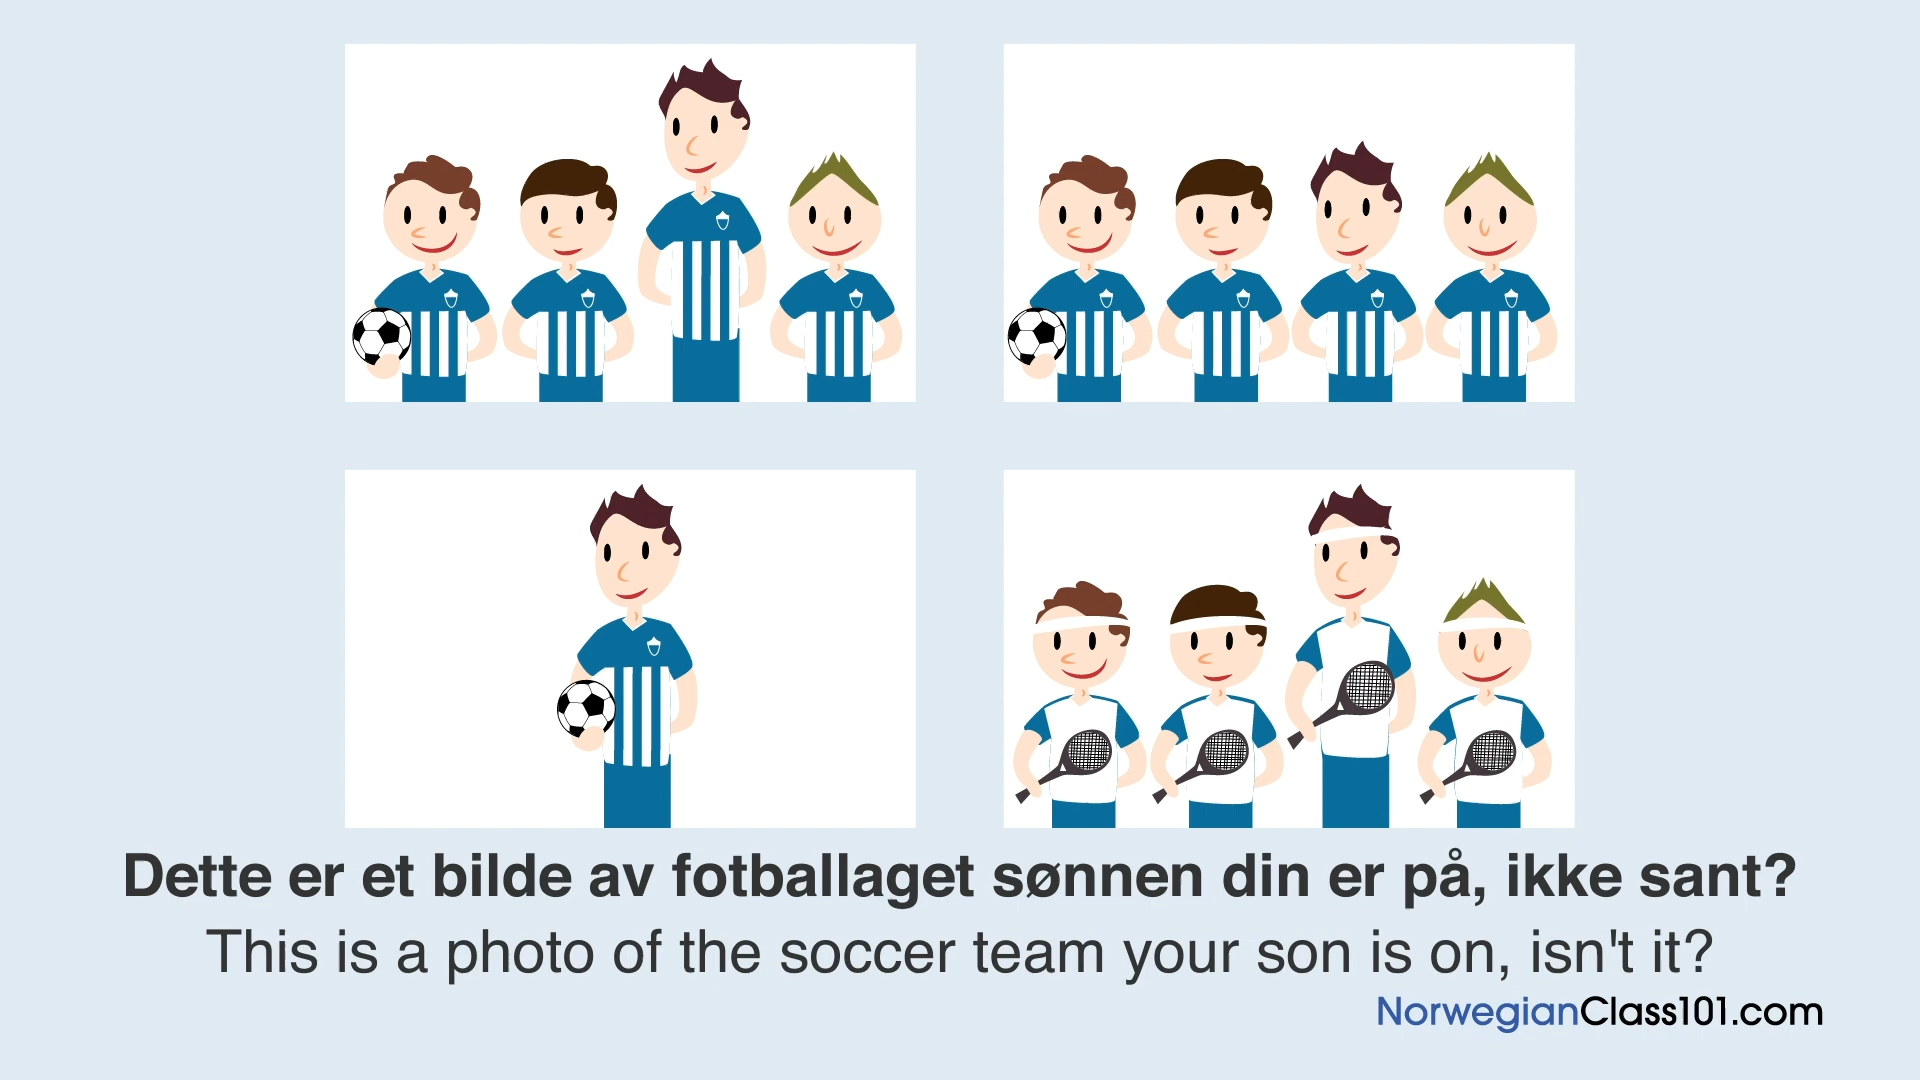 Dette er et bilde av fotballaget sønnen din er på, ikke sant?
This is a photo of the soccer team your son is on, isn't it?
NorwegianClass101.com